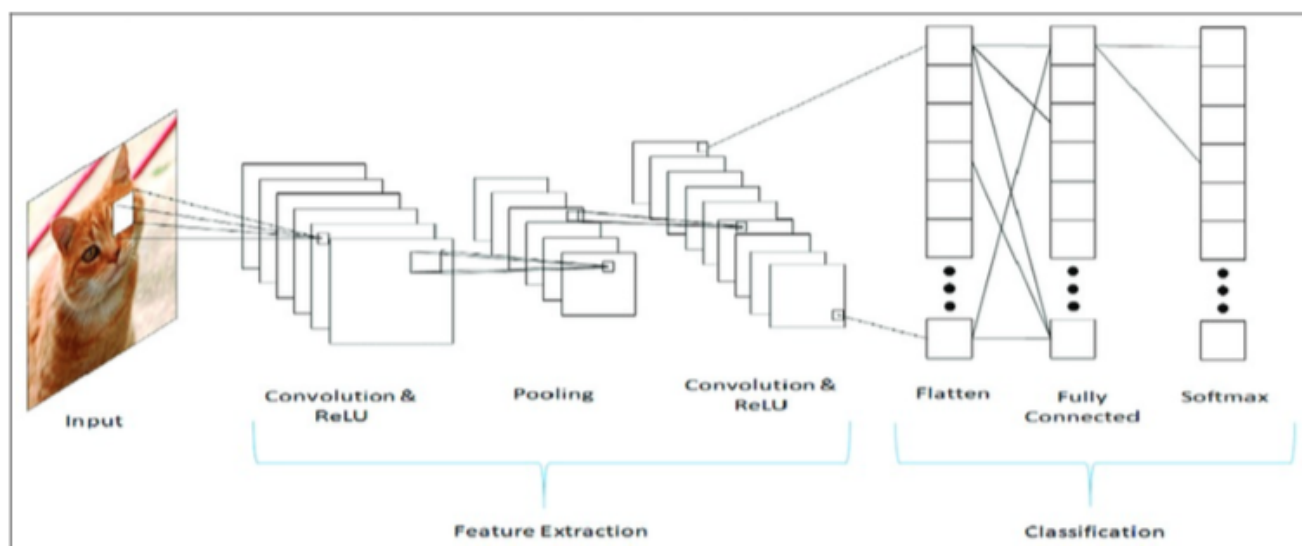 Input
Convolution &
ReLU
Pooling
Convolution &
ReLU
Flatten
Fully
Connected
Softmax
Feature Extraction
Classification